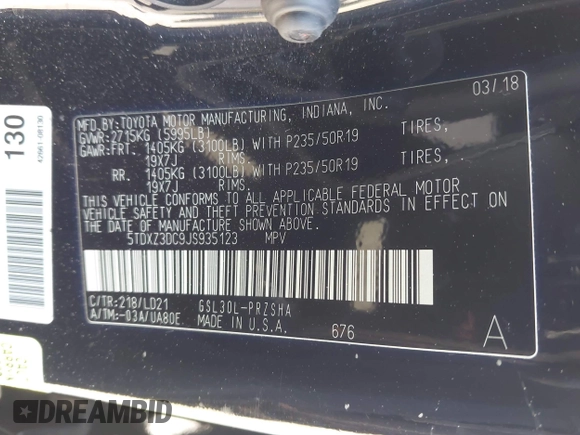 03/18
MFD.BY:TOYOTA MOTOR MANUFACTURING, INDIANA, INC.
GVWR:2715KG (5995LB)
GAWR:FRT. 1405KG (3100LB) WITH P235/50R19 TIRES,
19X7J RIMS.
RR. 1405KG (3100LB) WITH P235/50R19 TIRES,
19X7J RIMS.
THIS VEHICLE CONFORMS TO ALL APPLICABLE FEDERAL MOTOR
VEHICLE SAFETY AND THEFT PREVENTION STANDARDS IN EFFECT ON
THE DATE OF MANUFACTURE SHOWN ABOVE.
5TDXZ3DC9JS935123 MPV
C/TR:218/LD21 GSL30L-PRZSHA
A/TM:-03A/UA80E MADE IN U.S.A.
676
A
130
42661-08130
DREAMBID